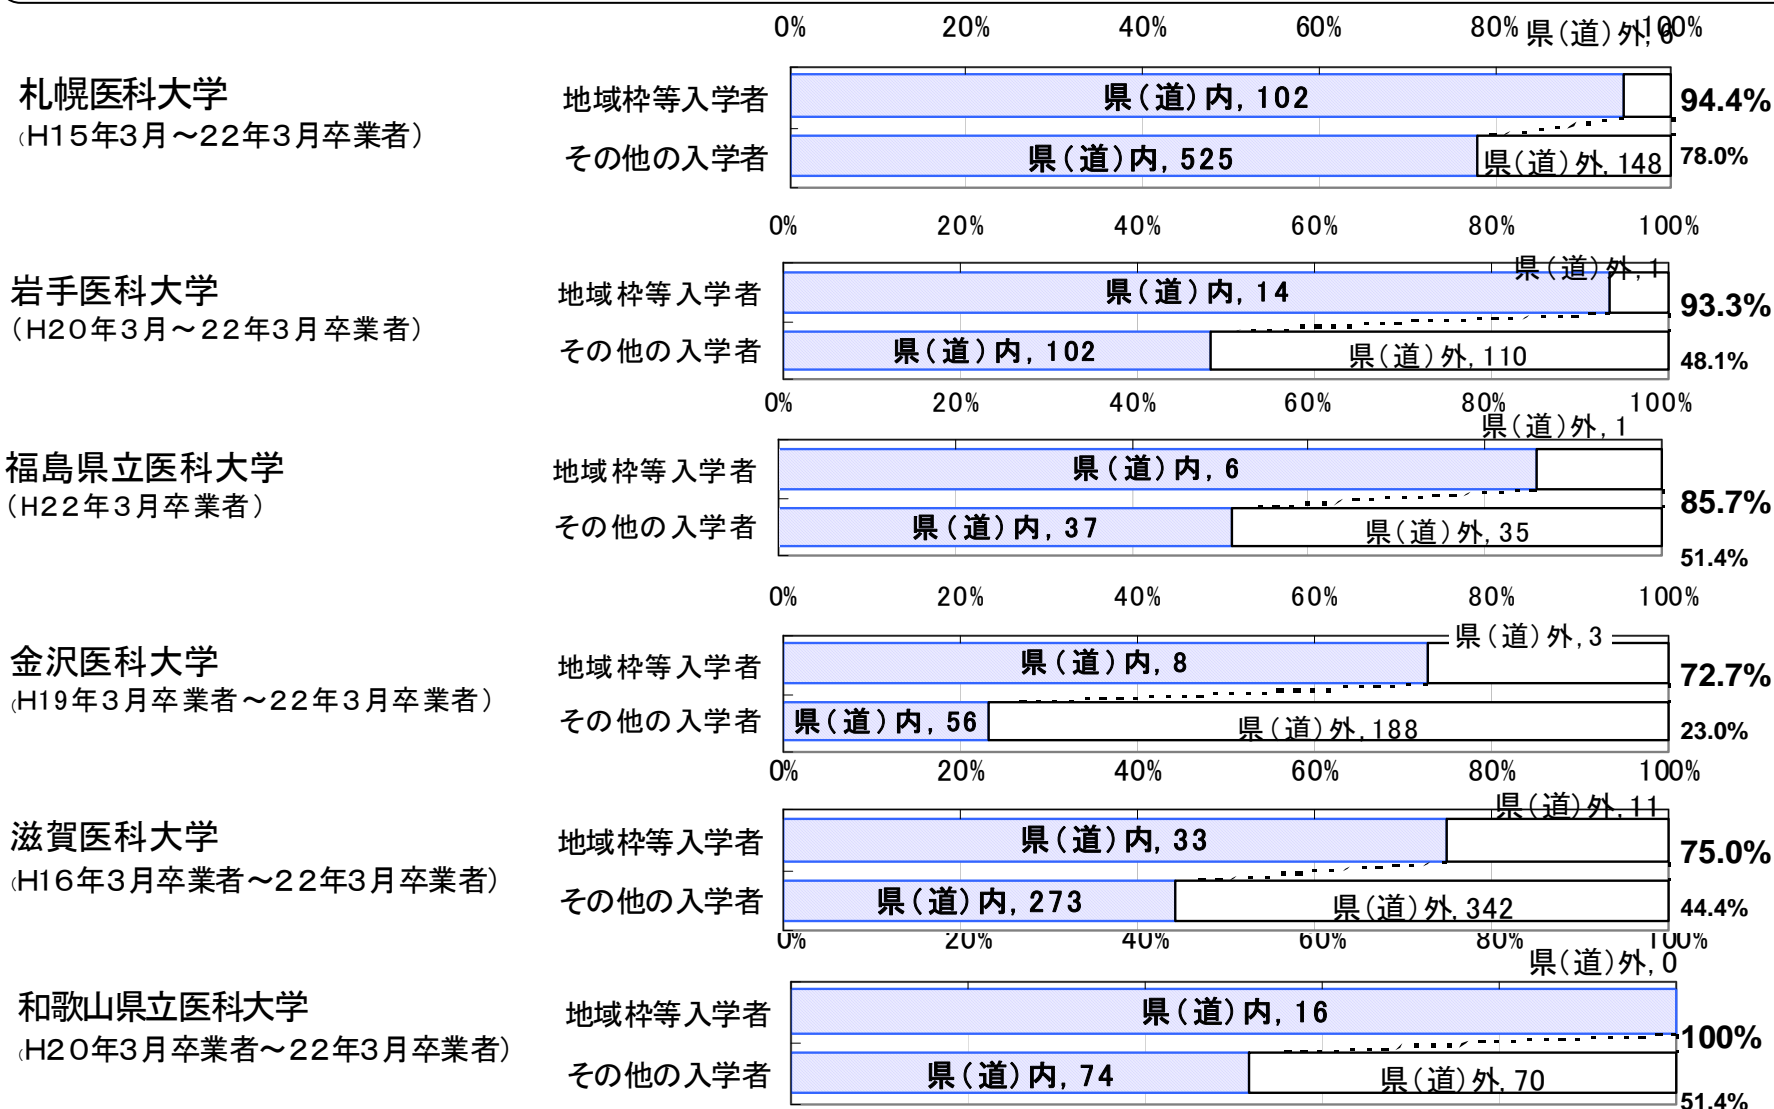 0% 20% 40% 60% 80% 100%
県(道)外, 6
札幌医科大学
(H15年3月～22年3月卒業者)
地域枠等入学者 県(道)内, 102 94.4%
その他の入学者 県(道)内, 525 県(道)外, 148 78.0%
0% 20% 40% 60% 80% 100%
県(道)外, 1
岩手医科大学
(H20年3月～22年3月卒業者)
地域枠等入学者 県(道)内, 14 93.3%
その他の入学者 県(道)内, 102 県(道)外, 110 48.1%
0% 20% 40% 60% 80% 100%
県(道)外, 1
福島県立医科大学
(H22年3月卒業者)
地域枠等入学者 県(道)内, 6 85.7%
その他の入学者 県(道)内, 37 県(道)外, 35 51.4%
0% 20% 40% 60% 80% 100%
県(道)外, 3
金沢医科大学
(H19年3月卒業者～22年3月卒業者)
地域枠等入学者 県(道)内, 8 72.7%
その他の入学者 県(道)内, 56 県(道)外, 188 23.0%
0% 20% 40% 60% 80% 100%
県(道)外, 11
滋賀医科大学
(H16年3月卒業者～22年3月卒業者)
地域枠等入学者 県(道)内, 33 75.0%
その他の入学者 県(道)内, 273 県(道)外, 342 44.4%
0% 20% 40% 60% 80% 100%
県(道)外, 0
和歌山県立医科大学
(H20年3月卒業者～22年3月卒業者)
地域枠等入学者 県(道)内, 16 100%
その他の入学者 県(道)内, 74 県(道)外, 70 51.4%